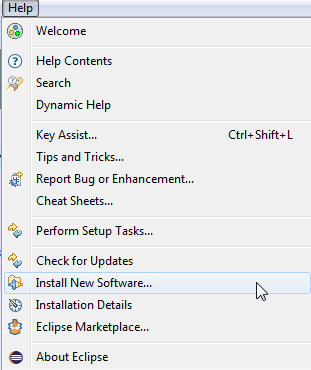 Help
Welcome
Help Contents
Search
Dynamic Help
Key Assist... Ctrl+Shift+L
Tips and Tricks...
Report Bug or Enhancement...
Cheat Sheets...
Perform Setup Tasks...
Check for Updates
Install New Software...
Installation Details
Eclipse Marketplace...
About Eclipse